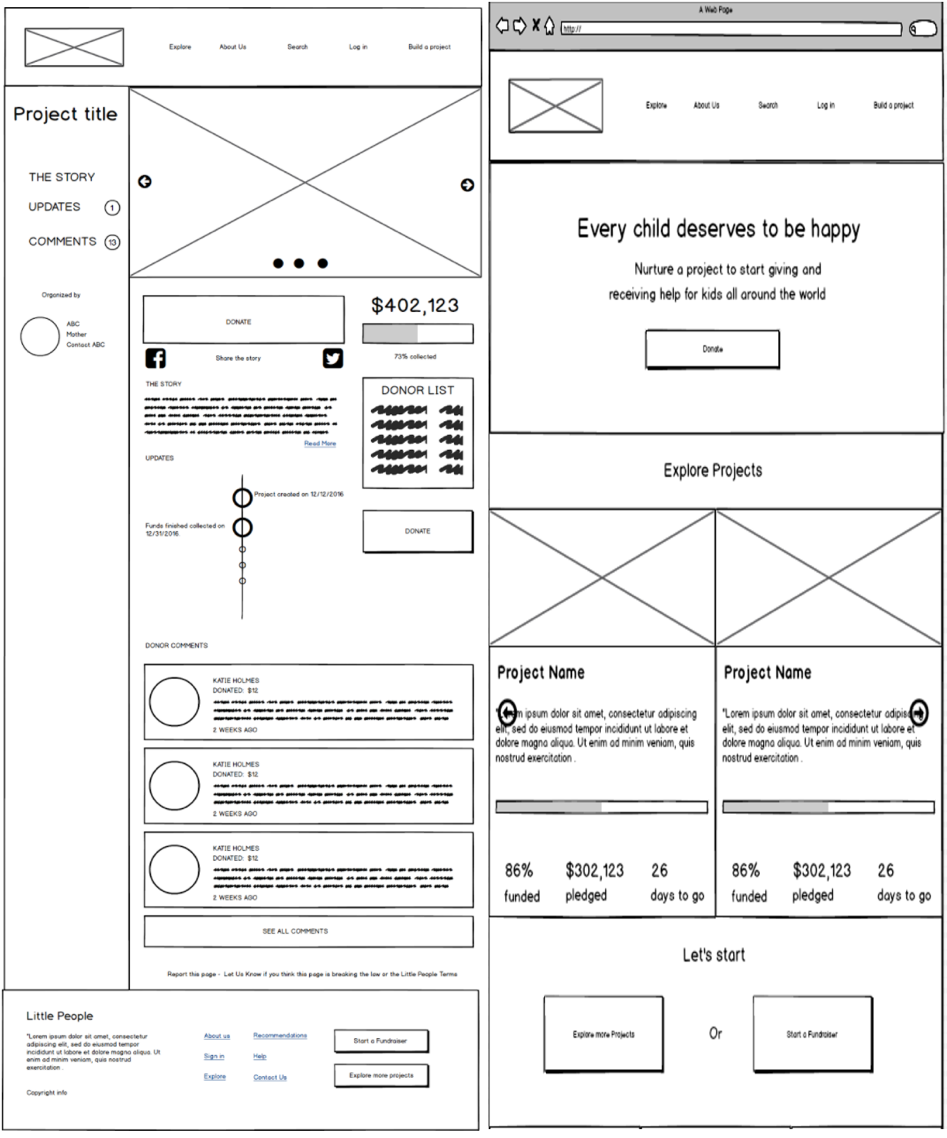 Explore About Us Search Log in Build a project
Project title
THE STORY
UPDATES 1
COMMENTS 13
Organized by
ABC
Mother
Contact ABC
DONATE
$402,123
Share the story
73% collected
THE STORY
Read More
DONOR LIST
UPDATES
Project created on 12/12/2016
Funds finished collected on
12/31/2016
DONATE
DONOR COMMENTS
KATIE HOLMES
DONATED: $12
2 WEEKS AGO
KATIE HOLMES
DONATED: $12
2 WEEKS AGO
KATIE HOLMES
DONATED: $12
2 WEEKS AGO
SEE ALL COMMENTS
Report this page - Let Us Know if you think this page is breaking the law or the Little People Terms
Little People
"Lorem ipsum dolor sit amet, consectetur
adipiscing elit, sed do eiusmod tempor
incididunt ut labore et dolore magna aliqua. Ut
enim ad minim veniam, quis nostrud
exercitation .
Copyright info
About us Recommendations
Sign in Help
Explore Contact Us
Start a Fundraiser
Explore more projects
A Web Page
http://
Explore About Us Search Log in Build a project
Every child deserves to be happy
Nurture a project to start giving and
receiving help for kids all around the world
Donate
Explore Projects
Project Name
ipsum dolor sit amet, consectetur adipiscing
elit, sed do eiusmod tempor incididunt ut labore et
dolore magna aliqua. Ut enim ad minim veniam, quis
nostrud exercitation .
86% $302,123 26
funded pledged days to go
Project Name
"Lorem ipsum dolor sit amet, consectetur
elit, sed do eiusmod tempor incididunt ut labore et
dolore magna aliqua. Ut enim ad minim veniam, quis
nostrud exercitation .
86% $302,123 26
funded pledged days to go
Let's start
Explore more Projects
Or
Start a Fundraiser